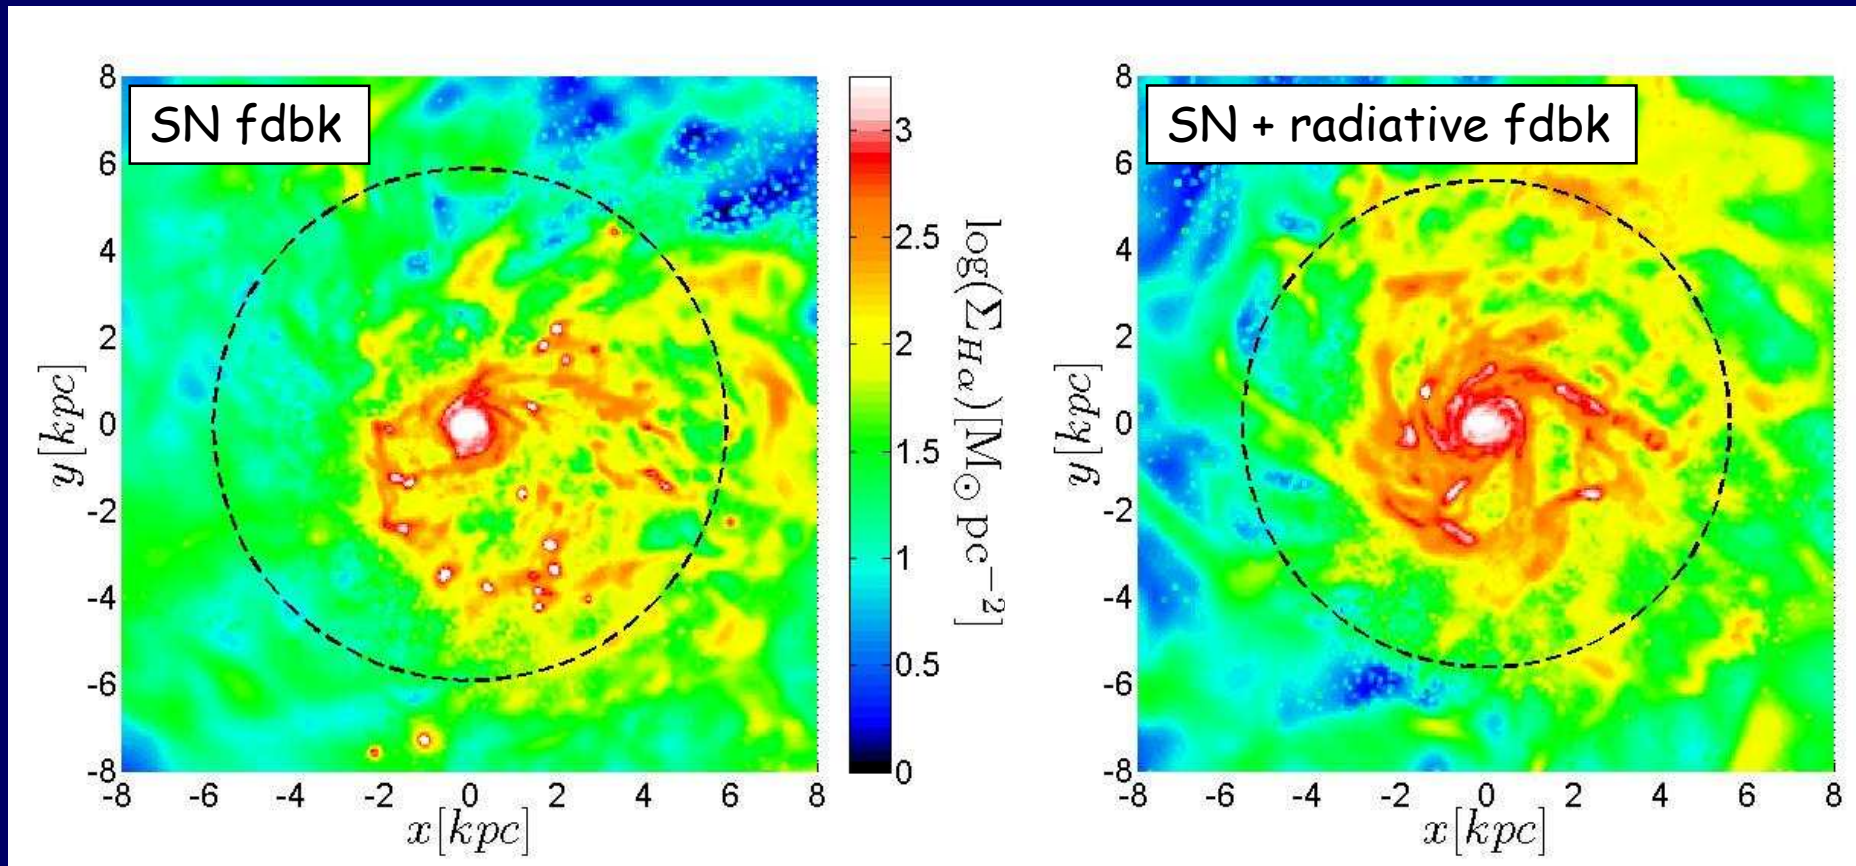 SN fdbk
8
6
4
2
0
-2
-4
-6
-8
y[kpc]
-8 -6 -4 -2 0 2 4 6 8
x[kpc]
3
2.5
2
1.5
1
0.5
0
log(Σ_{Hα})[M_⊙ pc^{-2}]
SN + radiative fdbk
8
6
4
2
0
-2
-4
-6
-8
y[kpc]
-8 -6 -4 -2 0 2 4 6 8
x[kpc]